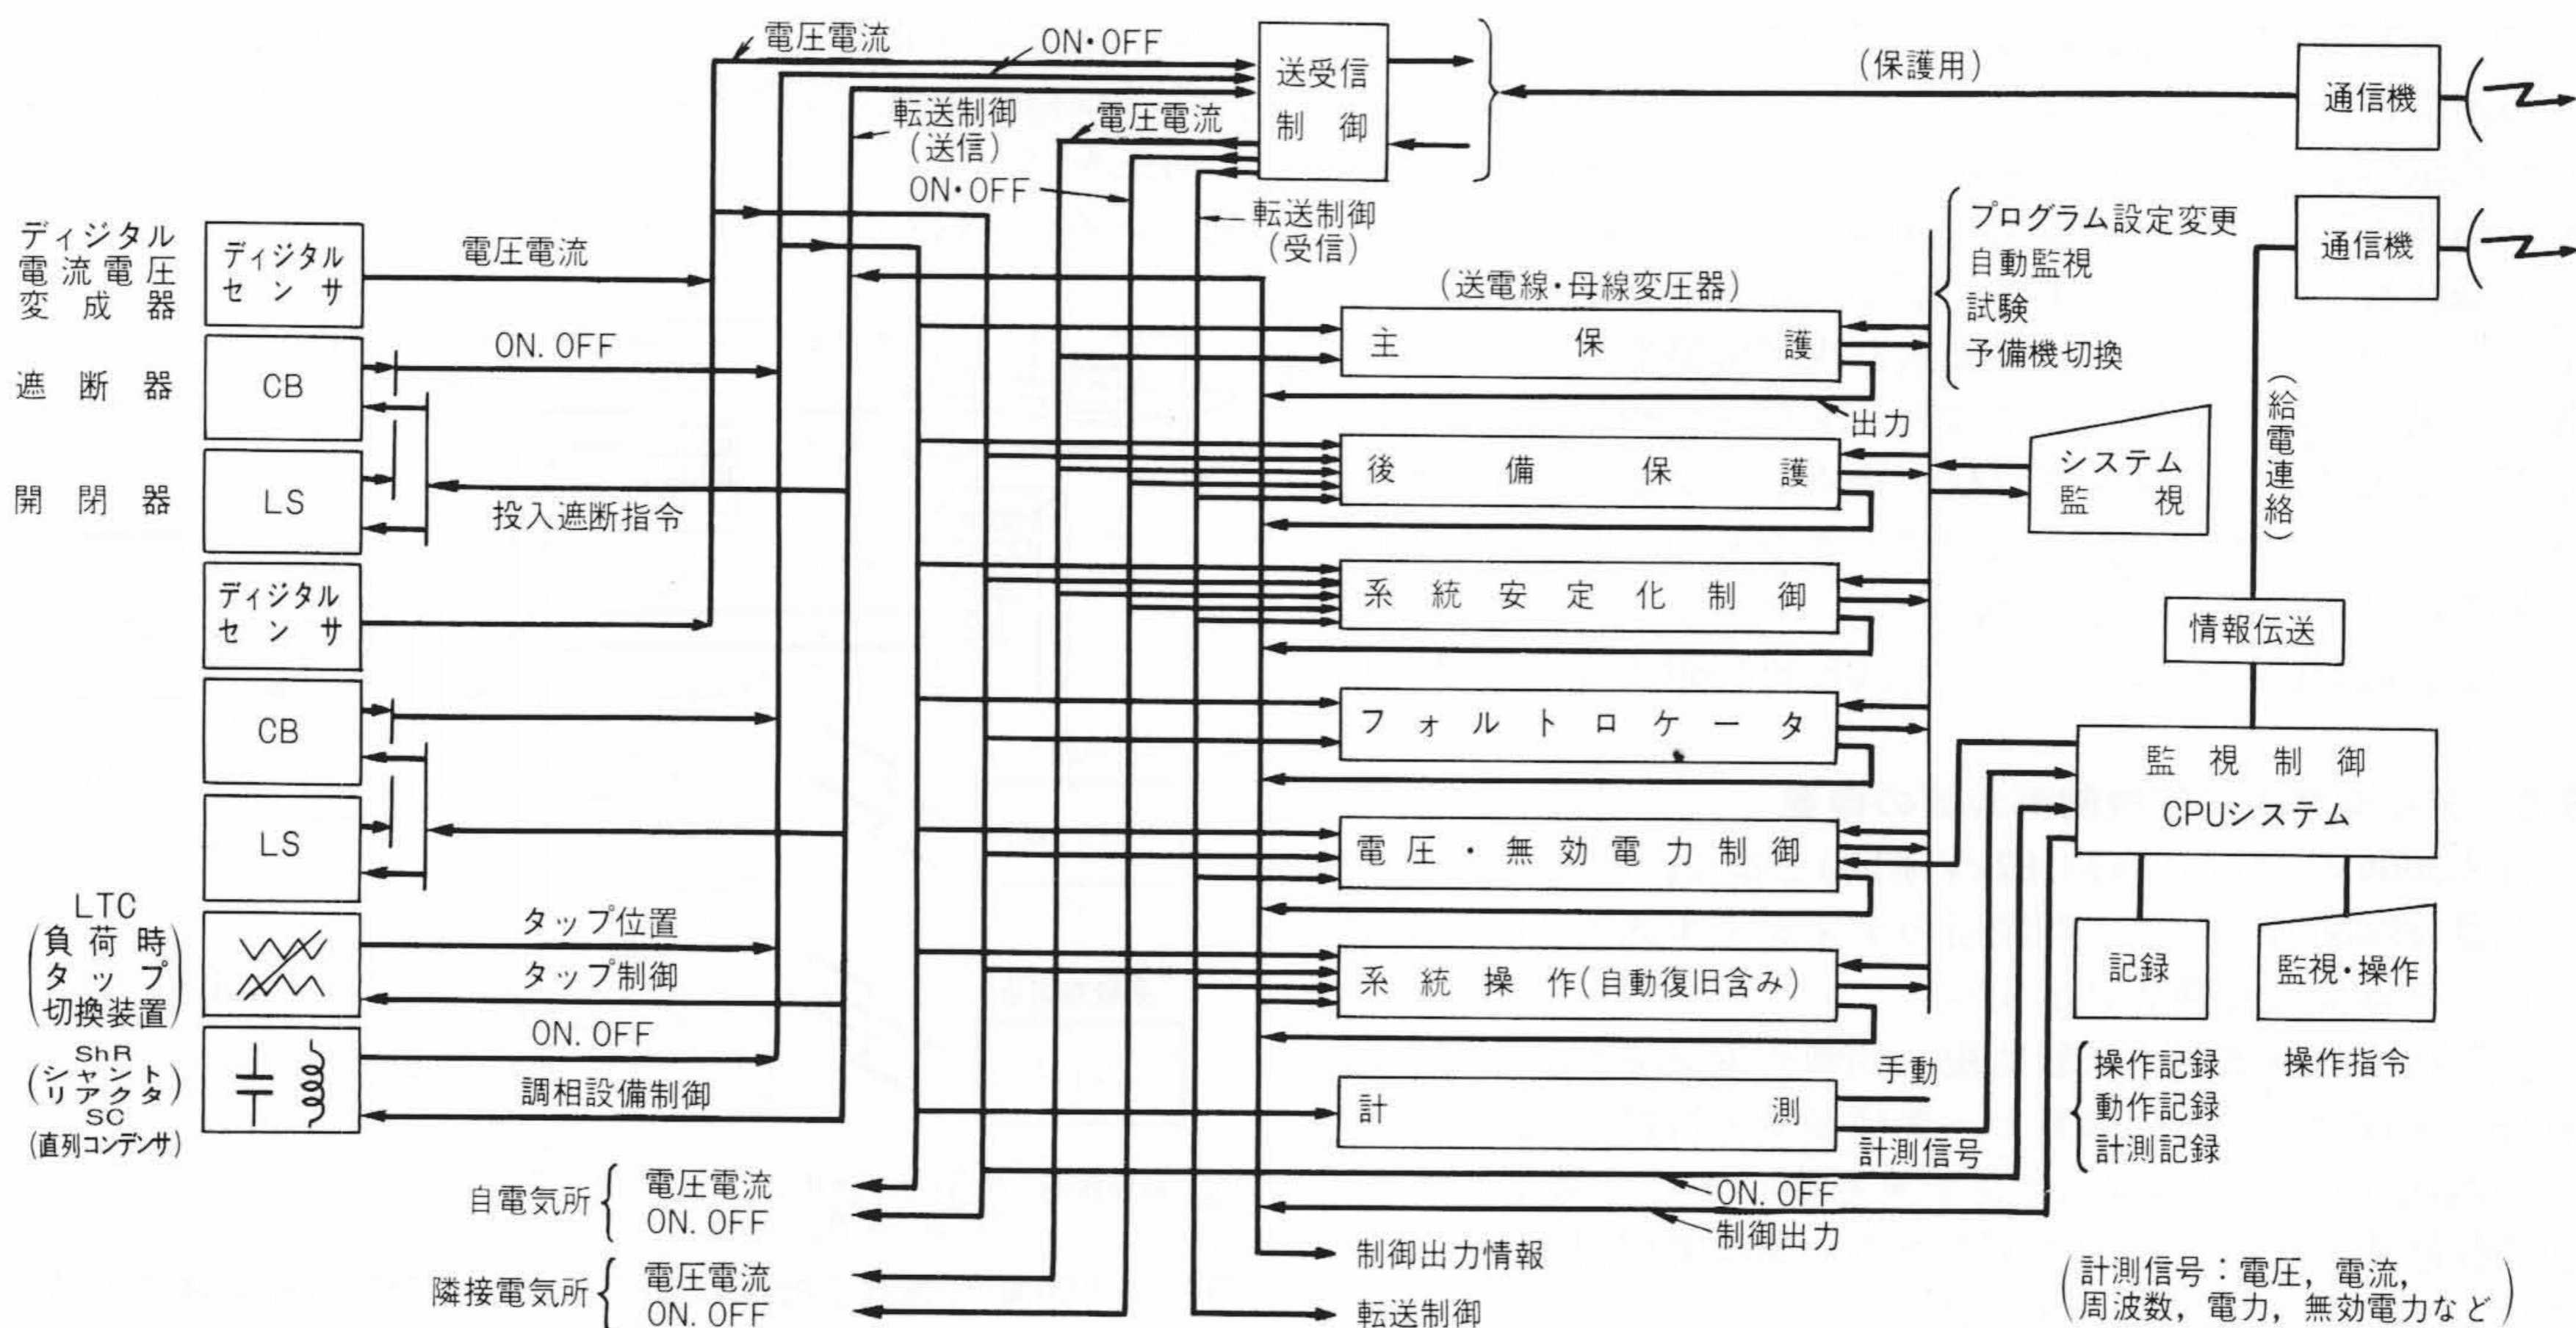 電圧電流
ON・OFF
送受信
制御
(保護用)
通信機
転送制御
(送信)
電圧電流
ON・OFF
転送制御
(受信)
プログラム設定変更
自動監視
試験
予備機切換
通信機
ディジタル
電流電圧
変成器
ディジタル
センサ
電圧電流
(送電線・母線変圧器)
主保護
出力
遮断器
CB
ON. OFF
開閉器
LS
投入遮断指令
後備保護
システム
監視
(給電連絡)
ディジタル
センサ
系統安定化制御
情報伝送
CB
フォルトロケータ
監視制御
CPUシステム
LS
電圧・無効電力制御
LTC
(負荷時
タップ
切換装置)
タップ位置
タップ制御
系統操作(自動復旧含み)
記録
監視・操作
ShR
(シャント
リアクタ)
SC
(直列コンデンサ)
ON. OFF
調相設備制御
手動
計測
計測信号
操作記録
動作記録
計測記録
操作指令
自電気所
電圧電流
ON. OFF
ON. OFF
制御出力
隣接電気所
電圧電流
ON. OFF
制御出力情報
転送制御
(計測信号：電圧，電流，
周波数，電力，無効電力など)